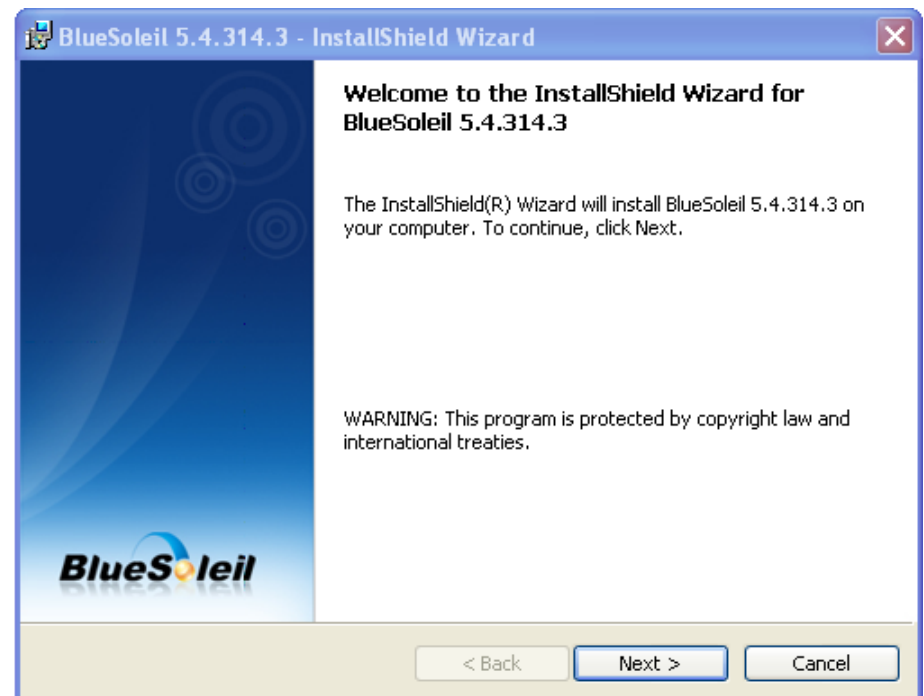 BlueSoleil 5.4.314.3 - InstallShield Wizard
Welcome to the InstallShield Wizard for
BlueSoleil 5.4.314.3
The InstallShield(R) Wizard will install BlueSoleil 5.4.314.3 on
your computer. To continue, click Next.
WARNING: This program is protected by copyright law and
international treaties.
BlueSoleil
< Back
Next >
Cancel